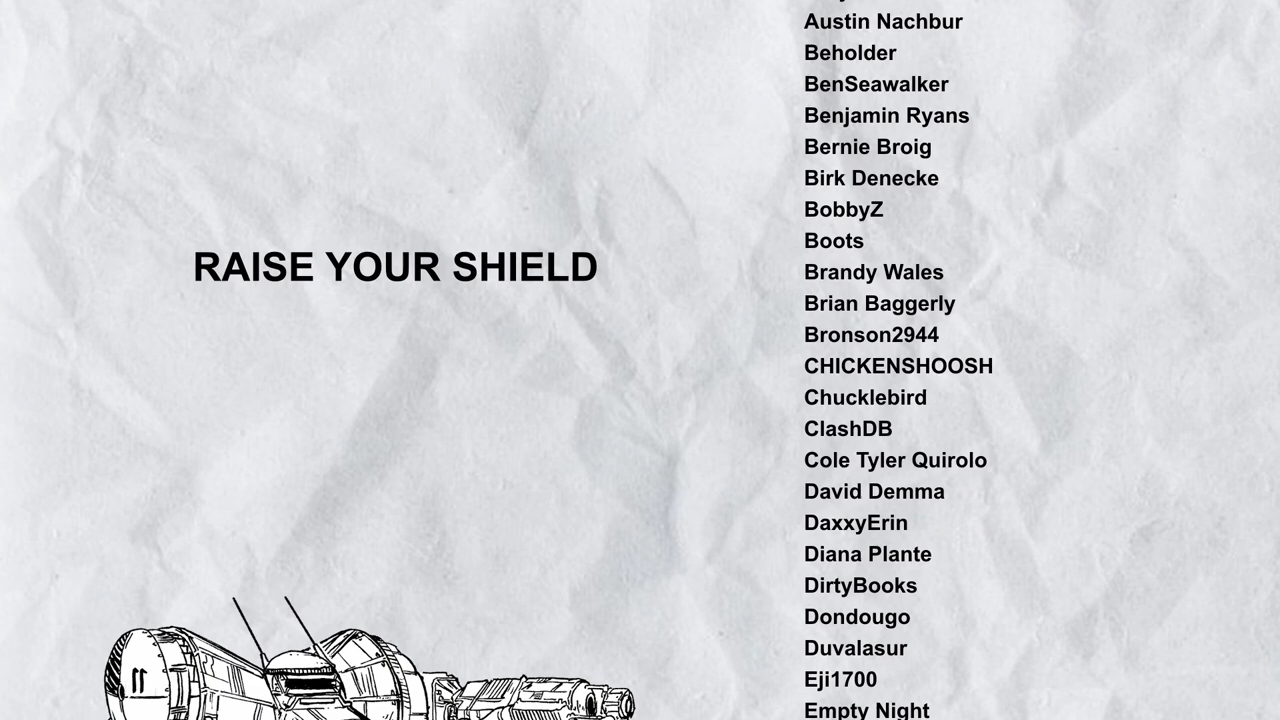 RAISE YOUR SHIELD
Austin Nachbur
Beholder
BenSeawalker
Benjamin Ryans
Bernie Broig
Birk Denecke
BobbyZ
Boots
Brandy Wales
Brian Baggerly
Bronson2944
CHICKENSHOOSH
Chucklebird
ClashDB
Cole Tyler Quirolo
David Demma
DaxxyErin
Diana Plante
DirtyBooks
Dondougo
Duvalasur
Eji1700
Empty Night
11